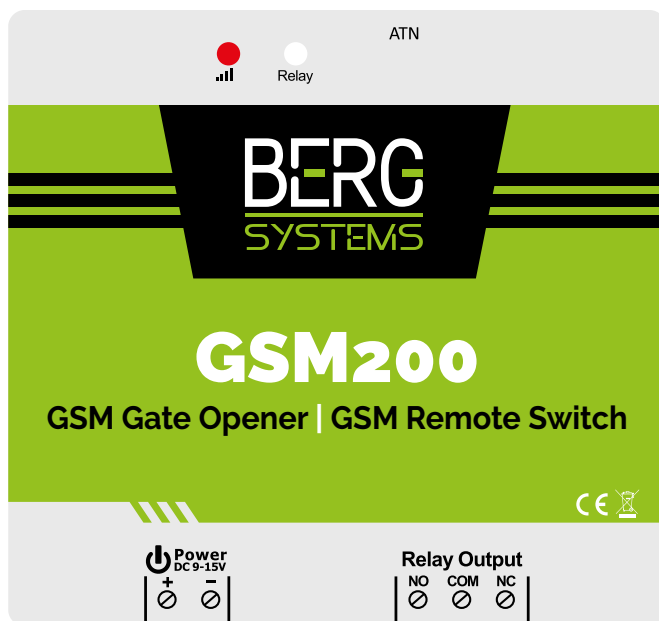 ATN
Relay
BERG
SYSTEMS
GSM200
GSM Gate Opener | GSM Remote Switch
CE
Power
DC 9-15V
+ -
Relay Output
NO COM NC